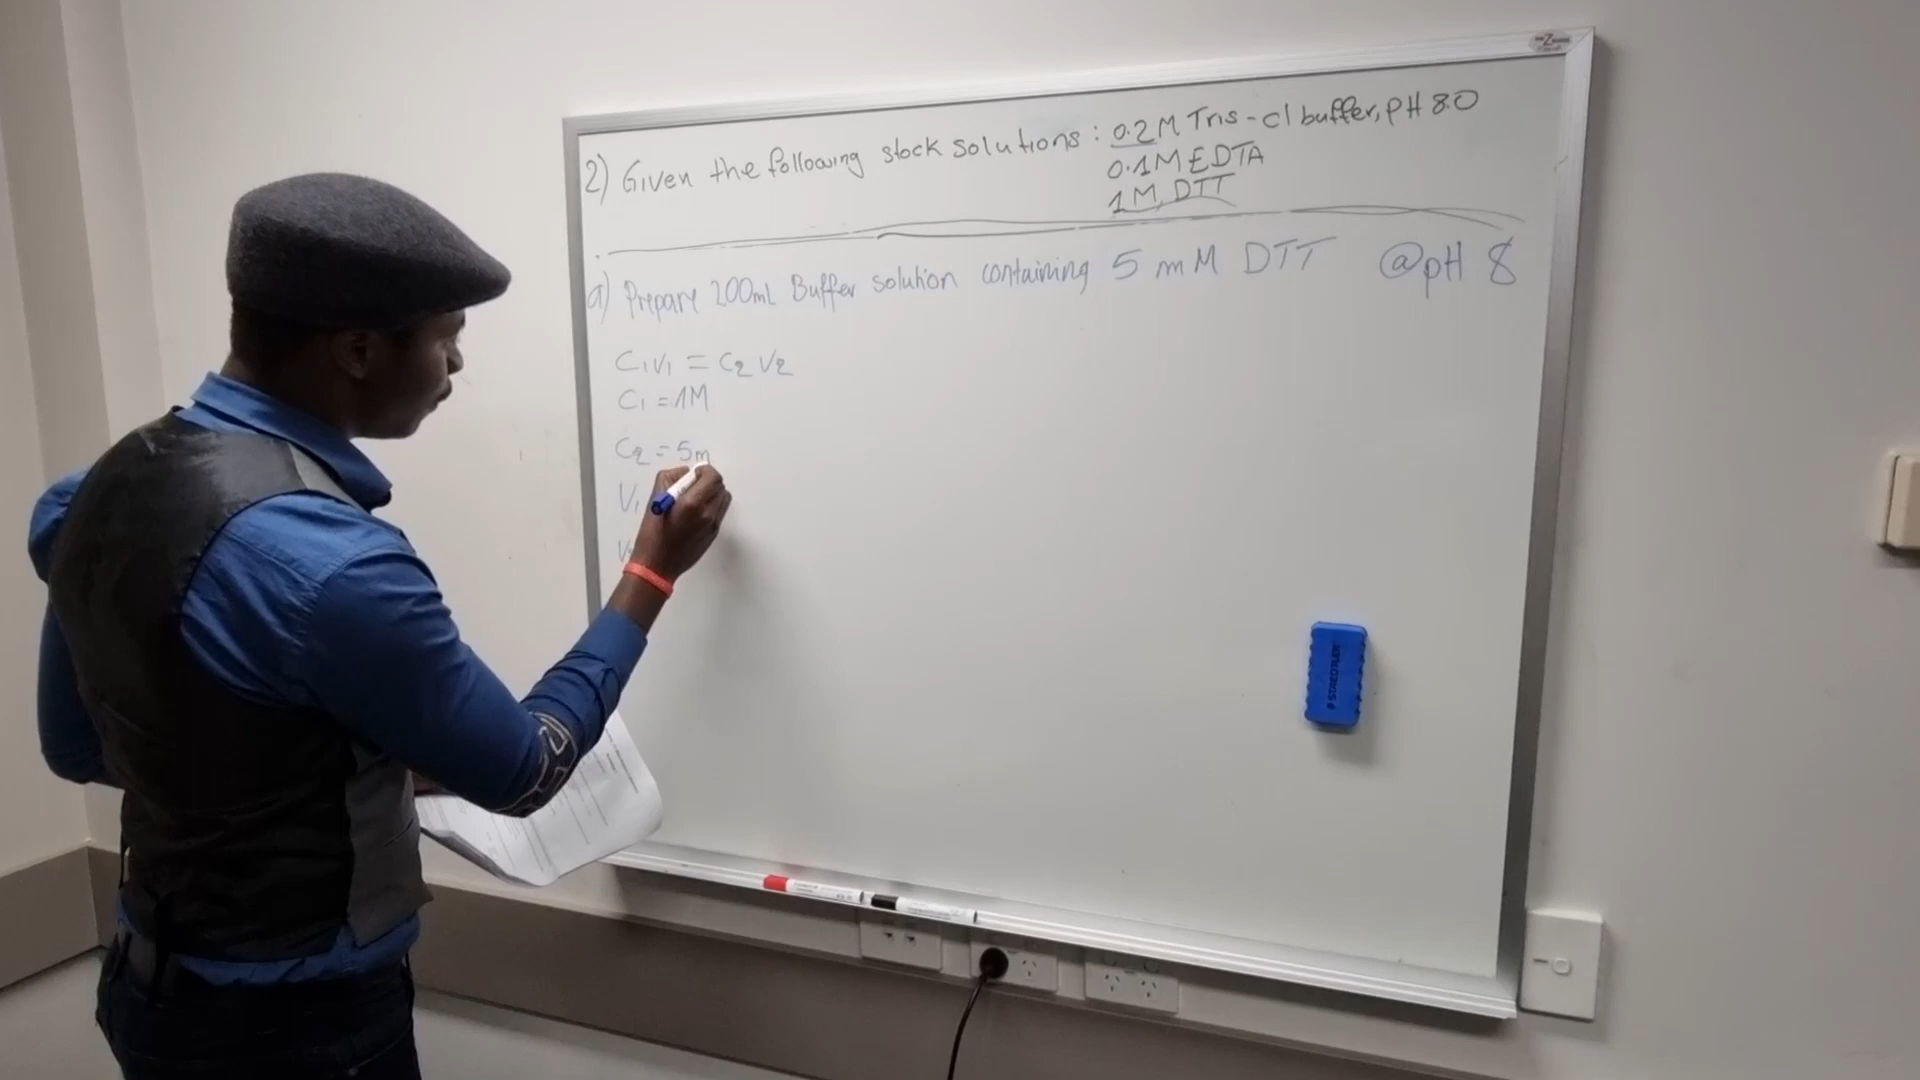 2) Given the following stock solutions : 0.2M Tris-cl buffer, pH 8.0
0.1M EDTA
1M, DTT
a) Prepare 200ml Buffer solution containing 5 mM DTT @pH 8
C1V1 = C2V2
C1 = 1M
C2 = 5m
V1
STAEDTLER